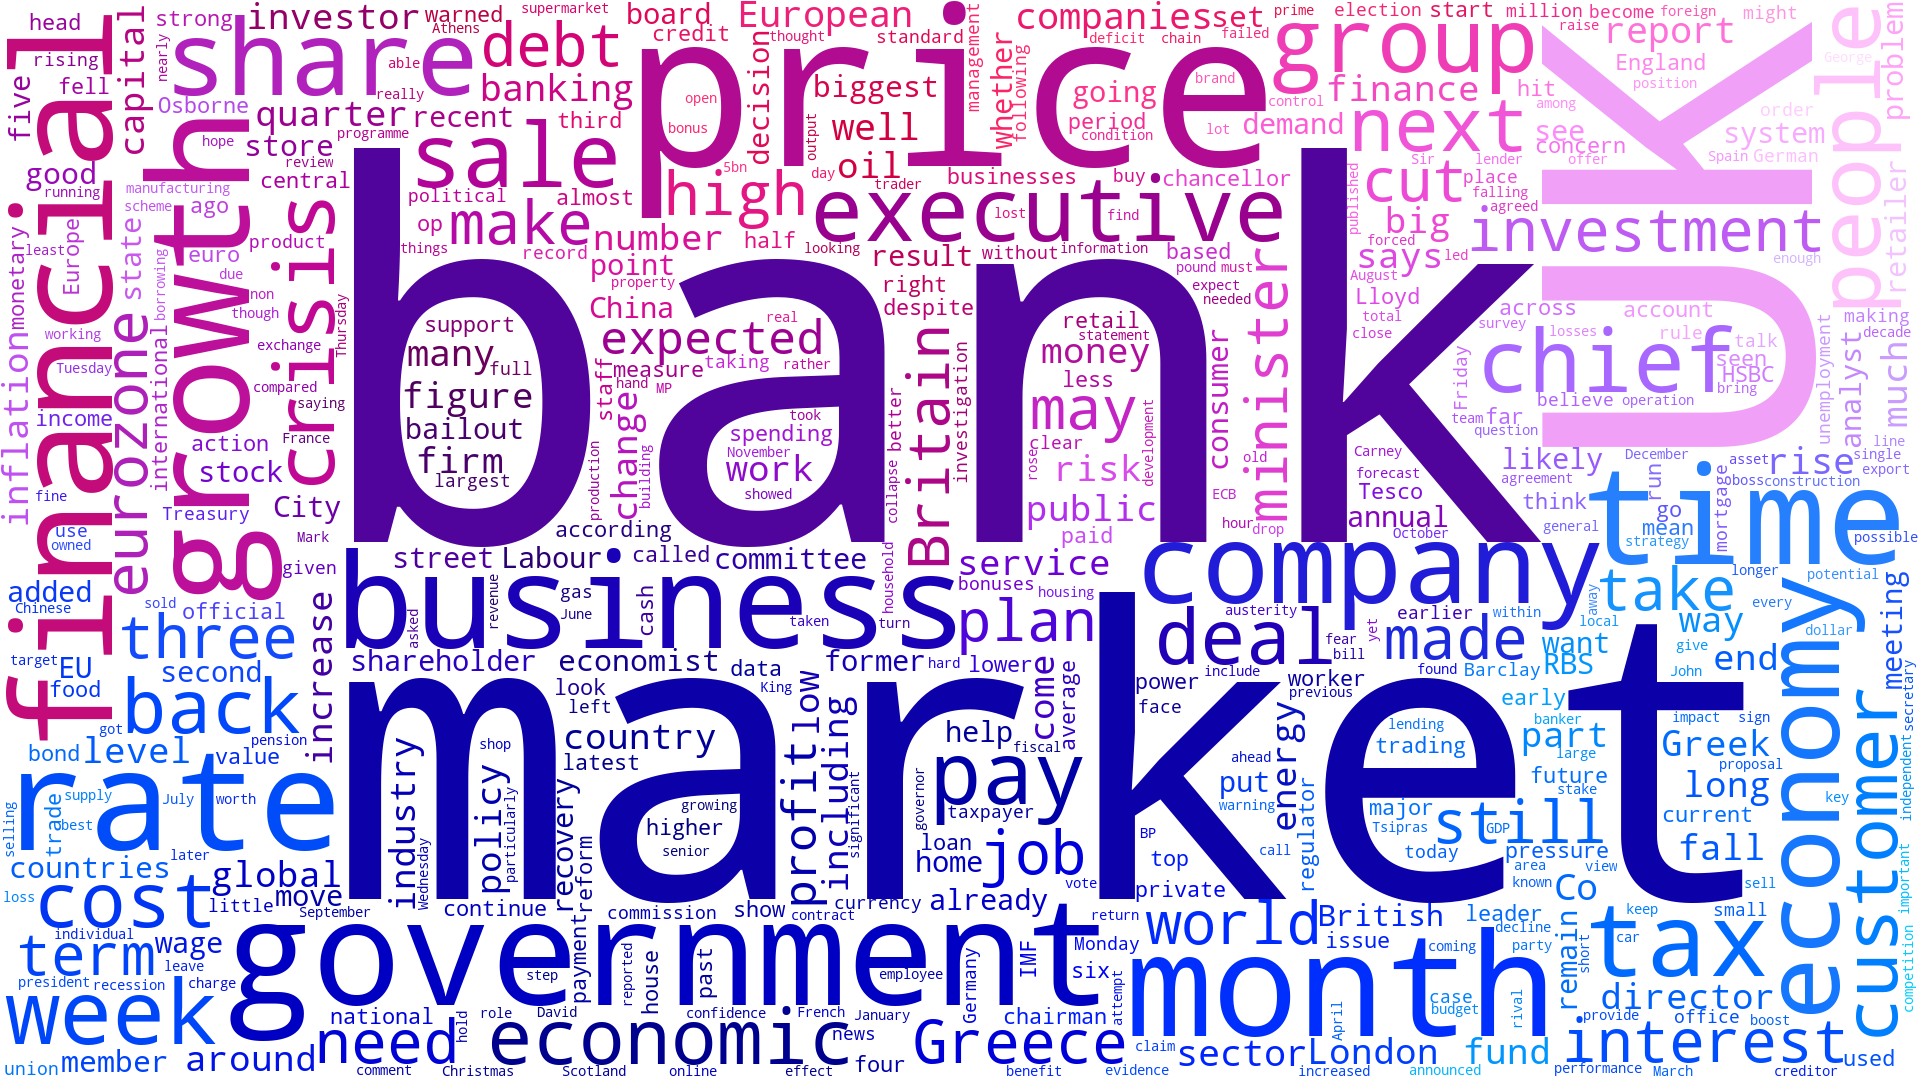 bank
market
price
UK
business
government
month
company
share
growth
financial
sale
executive
group
next
time
economy
customer
people
chief
investment
rate
economic
Greece
tax
interest
cost
week
term
back
three
need
world
deal
made
take
pay
job
still
plan
crisis
eurozone
debt
high
make
expected
Britain
minister
may
cut
big
head
rising
fell
five
capital
strong
nearly
Osborne
investor
warned
Athens
supermarket
board
credit
European
thought
standard
management
companies
set
prime
deficit
chain
failed
election
start
million
become
foreign
might
raise
report
England
position
George
problem
able
really
banking
open
bonus
decision
biggest
well
oil
output
day
trader
whether
following
going
period
condition
brand
control
lot
finance
demand
hit
among
see
concern
order
system
Spain
German
retailer
quarter
recent
store
hope
programme
review
third
5bn
good
running
central
political
almost
op
things
record
number
half
point
property
looking
result
businesses
buy
chancellor
lost
find
without
information
based
Sir
lender
place
offer
falling
agreed
published
forced
says
led
August
enough
manufacturing
scheme
ago
state
product
euro
due
non
though
Thursday
exchange
international
borrowing
least
monetary
Europe
working
inflation
Tuesday
income
fine
action
stock
compared
saying
France
City
Treasury
Mark
use
owned
given
added
Chinese
sold
official
increase
China
right
despite
real
pound
must
expect
needed
Lloyd
total
close
across
survey
losses
account
rule
making
decade
talk
seen
HSBC
bring
unemployment
analyst
much
support
many
full
figure
bailout
firm
largest
measure
taking
rather
staff
hand
MP
change
took
spending
November
work
showed
production
building
collapse
better
investigation
retail
statement
money
less
clear
risk
rose
development
public
paid
consumer
old
ECB
hour
drop
Carney
forecast
Tesco
annual
October
Friday
team
far
question
believe
operation
likely
December
agreement
think
general
run
go
mean
strategy
asset
boss
construction
mortgage
rise
line
single
export
possible
according
street
Labour
called
committee
household
service
bonuses
housing
longer
potential
every
meeting
gas
June
cash
revenue
asked
taken
turn
austerity
earlier
within
local
away
way
dollar
give
yet
fear
bill
want
RBS
Barclay
found
John
end
secretary
target
EU
food
second
got
bond
level
value
pension
shareholder
economist
data
former
hard
lower
King
look
left
come
average
power
include
face
worker
previous
early
banker
impact
sign
country
latest
shop
low
including
help
fiscal
energy
ahead
lending
trading
part
large
Greek
proposal
selling
supply
best
trade
July
worth
industry
policy
particularly
Wednesday
recovery
reform
growing
higher
senior
profit
significant
governor
taxpayer
loan
home
BP
top
call
put
warning
regulator
major
Tsipras
GDP
today
pressure
future
stake
long
current
key
independent
area
known
view
fall
countries
later
loss
global
little
move
September
continue
commission
show
contract
currency
already
vote
private
return
British
issue
leader
decline
Co
keep
sell
small
important
competition
individual
wage
leave
president
recession
charge
step
payment
reported
house
past
employee
Germany
IMF
Monday
six
attempt
coming
party
remain
short
car
case
budget
rival
director
provide
office
boost
national
hold
role
David
confidence
French
January
news
chairman
April
claim
union
member
around
comment
Christmas
Scotland
online
effect
four
benefit
evidence
sector
London
increased
announced
fund
performance
March
creditor
used